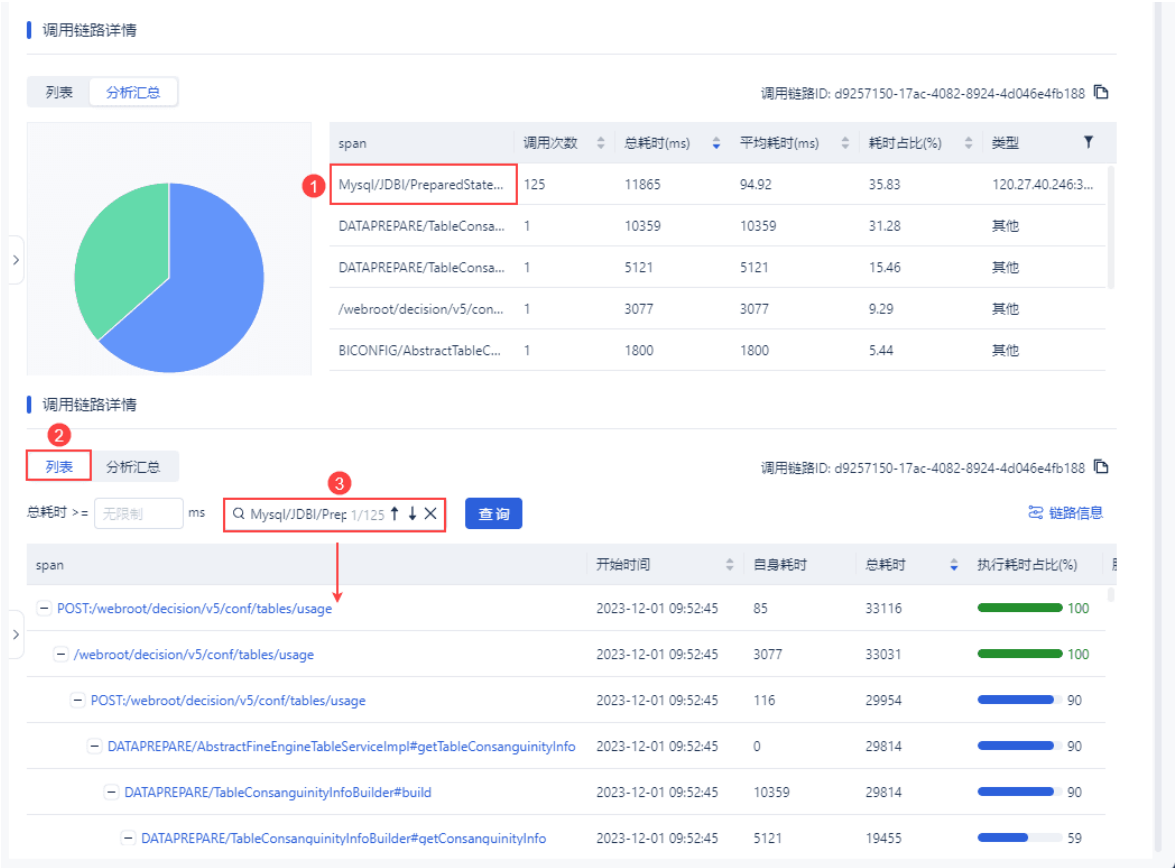 调用链路详情
列表 分析汇总 调用链路ID: d9257150-17ac-4082-8924-4d046e4fb188
span 调用次数 总耗时(ms) 平均耗时(ms) 耗时占比(%) 类型
1 Mysql/JDBI/PreparedState... 125 11865 94.92 35.83 120.27.40.246:3...
DATAPREPARE/TableConsa... 1 10359 10359 31.28 其他
DATAPREPARE/TableConsa... 1 5121 5121 15.46 其他
/webroot/decision/v5/con... 1 3077 3077 9.29 其他
BICONFIG/AbstractTableC... 1 1800 1800 5.44 其他
调用链路详情
2
列表 分析汇总 调用链路ID: d9257150-17ac-4082-8924-4d046e4fb188
3
总耗时 >= 无限制 ms Mysql/JDBI/Prep 1/125 查询 链路信息
span 开始时间 自身耗时 总耗时 执行耗时占比(%)
POST:/webroot/decision/v5/conf/tables/usage 2023-12-01 09:52:45 85 33116 100
/webroot/decision/v5/conf/tables/usage 2023-12-01 09:52:45 3077 33031 100
POST:/webroot/decision/v5/conf/tables/usage 2023-12-01 09:52:45 116 29954 90
DATAPREPARE/AbstractFineEngineTableServiceImpl#getTableConsanguinityInfo 2023-12-01 09:52:45 0 29814 90
DATAPREPARE/TableConsanguinityInfoBuilder#build 2023-12-01 09:52:45 10359 29814 90
DATAPREPARE/TableConsanguinityInfoBuilder#getConsanguinityInfo 2023-12-01 09:52:45 5121 19455 59